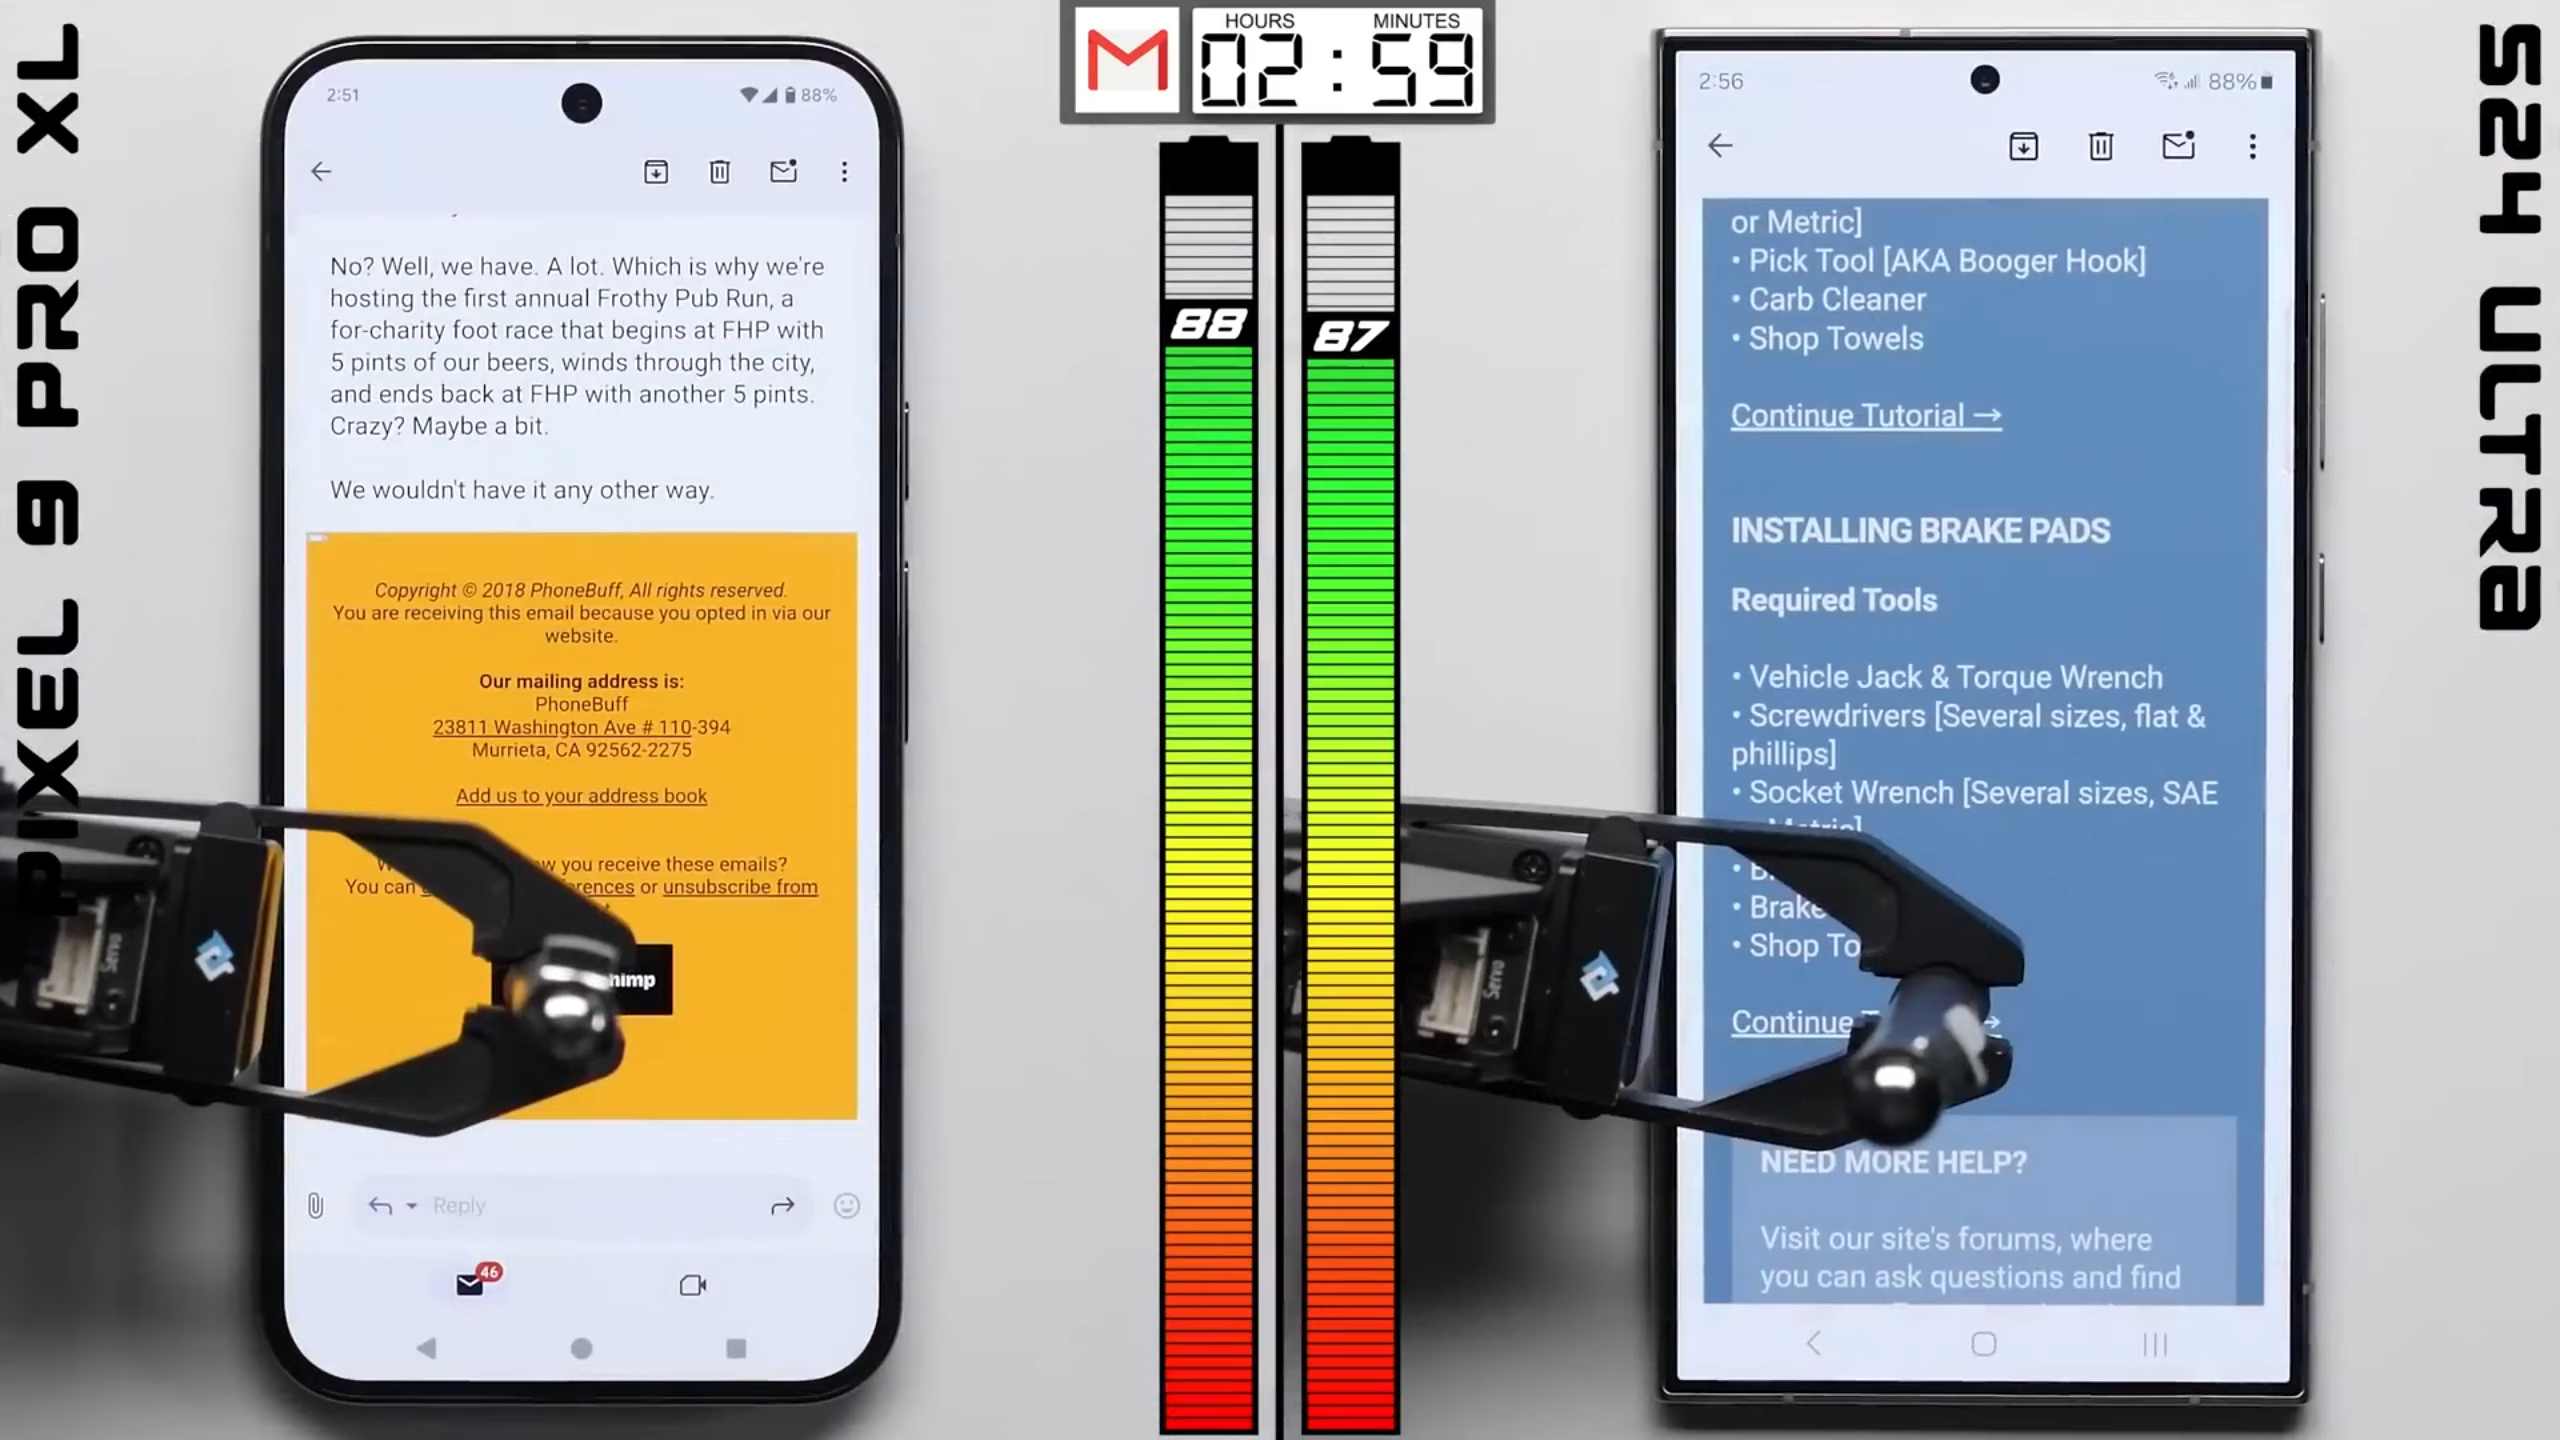 PIXEL 9 PRO XL
2:51
88%
No? Well, we have. A lot. Which is why we're
hosting the first annual Frothy Pub Run, a
for-charity foot race that begins at FHP with
5 pints of our beers, winds through the city,
and ends back at FHP with another 5 pints.
Crazy? Maybe a bit.
We wouldn't have it any other way.
Copyright © 2018 PhoneBuff, All rights reserved.
You are receiving this email because you opted in via our
website.
Our mailing address is:
PhoneBuff
23811 Washington Ave # 110-394
Murrieta, CA 92562-2275
Add us to your address book
you receive these emails?
You can or unsubscribe from
Servo
Reply
46
HOURS MINUTES
02:59
88
87
2:56
88%
or Metric]
• Pick Tool [AKA Booger Hook]
• Carb Cleaner
• Shop Towels
Continue Tutorial →
INSTALLING BRAKE PADS
Required Tools
• Vehicle Jack & Torque Wrench
• Screwdrivers [Several sizes, flat &
phillips]
• Socket Wrench [Several sizes, SAE
Metric]
• Brake
• Shop
Continue →
Servo
NEED MORE HELP?
Visit our site's forums, where
you can ask questions and find
S24 ULTRA